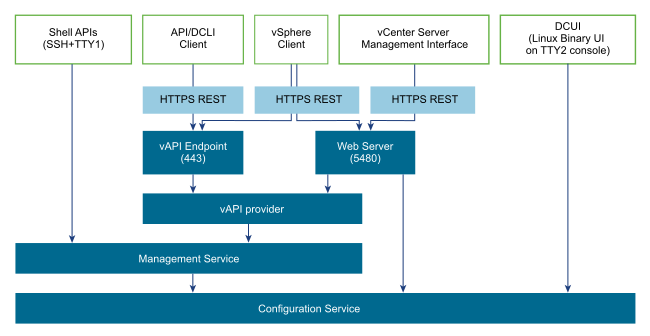 Shell APIs
(SSH+TTY1)
API/DCLI
Client
vSphere
Client
vCenter Server
Management Interface
DCUI
(Linux Binary UI
on TTY2 console)
HTTPS REST
HTTPS REST
HTTPS REST
vAPI Endpoint
(443)
Web Server
(5480)
vAPI provider
Management Service
Configuration Service